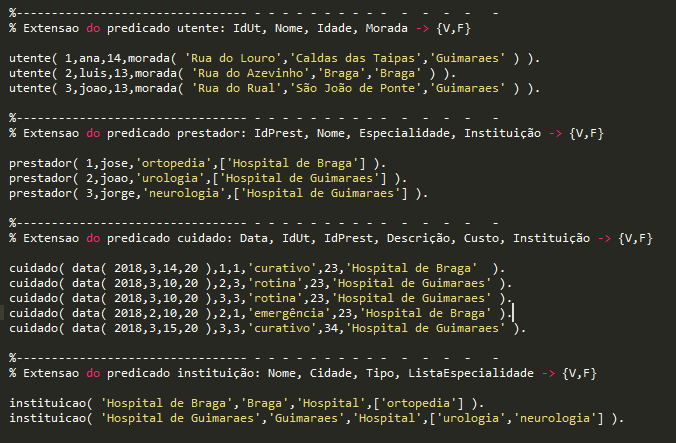 %------------------------------- - - - - - - - - - -  -  -  -  -   -
% Extensao do predicado utente: IdUt, Nome, Idade, Morada -> {V,F}
utente( 1,ana,14,morada( 'Rua do Louro','Caldas das Taipas','Guimaraes' ) ).
utente( 2,luis,13,morada( 'Rua do Azevinho','Braga','Braga' ) ).
utente( 3,joao,13,morada( 'Rua do Rual','São João de Ponte','Guimaraes' ) ).
%------------------------------- - - - - - - - - - -  -  -  -  -   -
% Extensao do predicado prestador: IdPrest, Nome, Especialidade, Instituição -> {V,F}
prestador( 1,jose,'ortopedia',['Hospital de Braga'] ).
prestador( 2,joao,'urologia',['Hospital de Guimaraes'] ).
prestador( 3,jorge,'neurologia',['Hospital de Guimaraes'] ).
%------------------------------- - - - - - - - - - -  -  -  -  -   -
% Extensao do predicado cuidado: Data, IdUt, IdPrest, Descrição, Custo, Instituição -> {V,F}
cuidado( data( 2018,3,14,20 ),1,1,'curativo',23,'Hospital de Braga'  ).
cuidado( data( 2018,3,10,20 ),2,3,'rotina',23,'Hospital de Guimaraes' ).
cuidado( data( 2018,3,10,20 ),3,3,'rotina',23,'Hospital de Guimaraes' ).
cuidado( data( 2018,2,10,20 ),2,1,'emergência',23,'Hospital de Braga' ).
cuidado( data( 2018,3,15,20 ),3,3,'curativo',34,'Hospital de Guimaraes' ).
%------------------------------- - - - - - - - - - -  -  -  -  -   -
% Extensao do predicado instituição: Nome, Cidade, Tipo, ListaEspecialidade -> {V,F}
instituicao( 'Hospital de Braga','Braga','Hospital',['ortopedia'] ).
instituicao( 'Hospital de Guimaraes','Guimaraes','Hospital',['urologia','neurologia'] ).